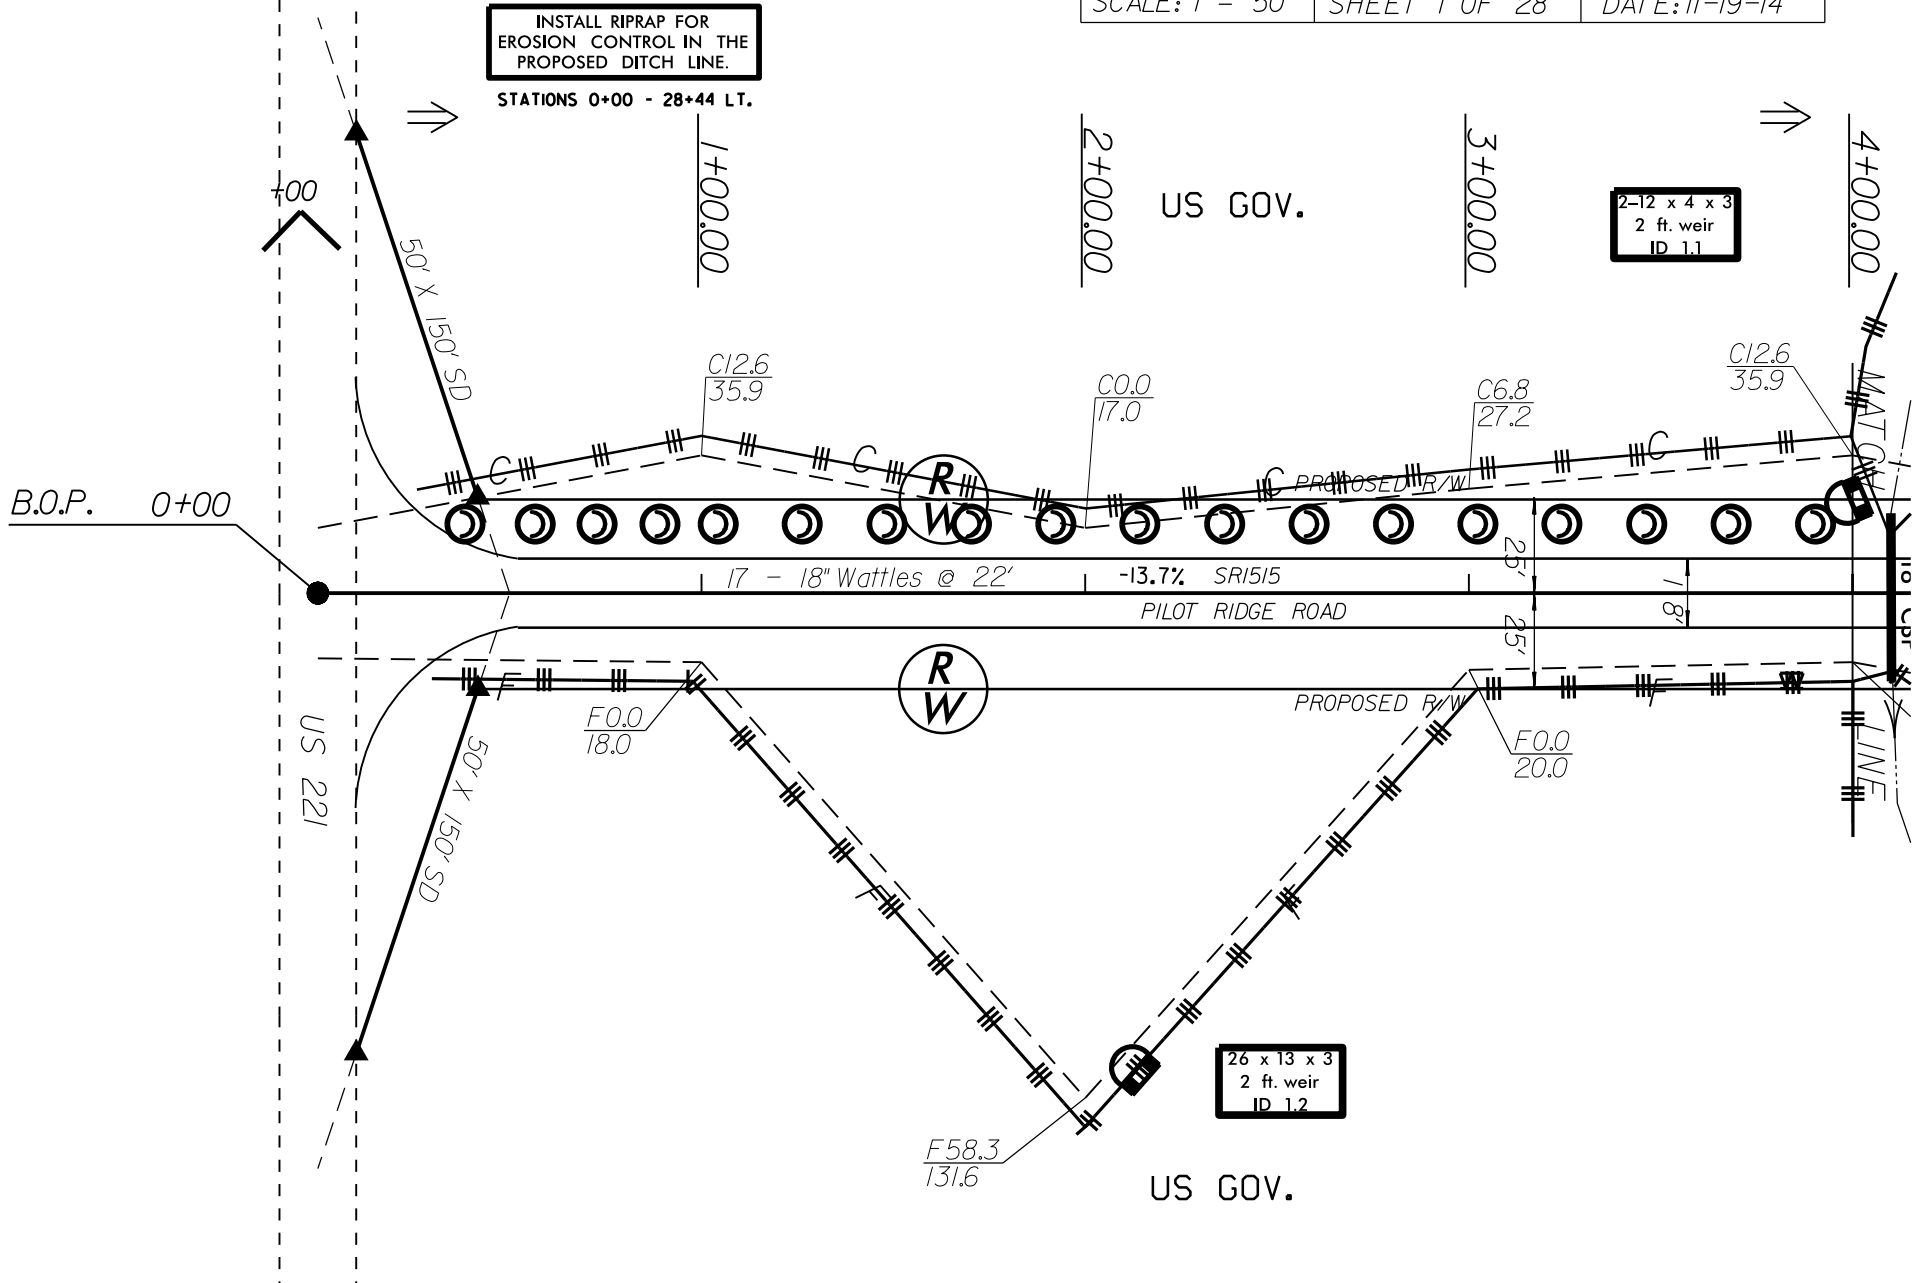 SCALE: 1" = 50' SHEET 1 OF 28 DATE: 11-19-14
INSTALL RIPRAP FOR
EROSION CONTROL IN THE
PROPOSED DITCH LINE.
STATIONS 0+00 - 28+44 LT.
+00
1+00.00
2+00.00
3+00.00
4+00.00
US GOV.
2-12 x 4 x 3
2 ft. weir
ID 1.1
50' X 150' SD
C12.6
35.9
C0.0
17.0
C6.8
27.2
C12.6
35.9
MATCH
C
C
C
C
R
W
PROPOSED R/W
B.O.P. 0+00
25'
17 - 18" Wattles @ 22'
-13.7% SR1515
18'
18" CSP
PILOT RIDGE ROAD
25'
R
W
PROPOSED R/W
F
F
F0.0
18.0
F0.0
20.0
US 221
50' X 150' SD
LINE
F
F
26 x 13 x 3
2 ft. weir
ID 1.2
F58.3
131.6
US GOV.